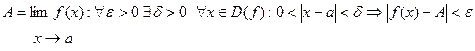 A = lim f(x): ∀ε > 0 ∃δ > 0 ∀x ∈ D(f): 0 < |x − a| < δ ⇒ |f(x) − A| < ε
x → a